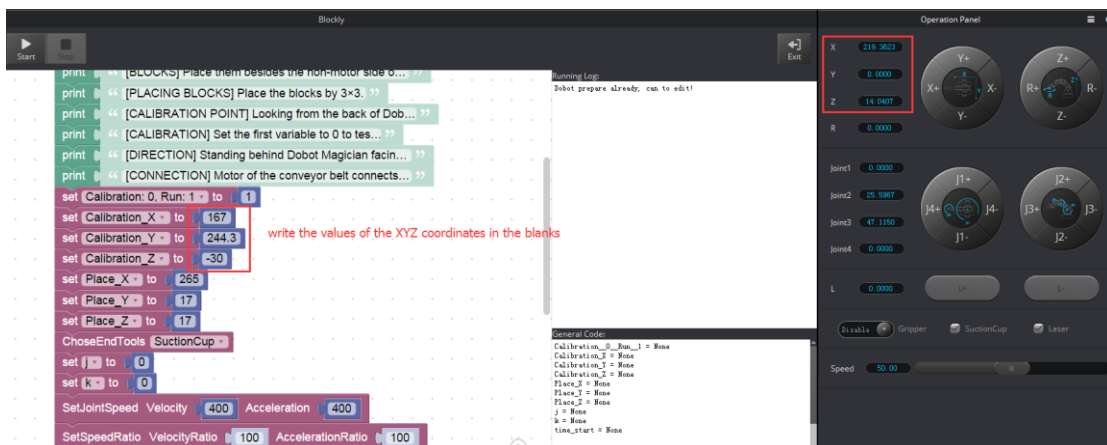 Blockly
Operation Panel
Start
Stop
Exit
print “ [BLOCKS] Place them besides the non-motor side o... ”
print “ [PLACING BLOCKS] Place the blocks by 3×3. ”
print “ [CALIBRATION POINT] Looking from the back of Dob... ”
print “ [CALIBRATION] Set the first variable to 0 to tes... ”
print “ [DIRECTION] Standing behind Dobot Magician facin... ”
print “ [CONNECTION] Motor of the conveyor belt connects... ”
set Calibration: 0, Run: 1 to 1
set Calibration_X to 167
set Calibration_Y to 244.3
set Calibration_Z to -30
write the values of the XYZ coordinates in the blanks
set Place_X to 265
set Place_Y to 17
set Place_Z to 17
ChoseEndTools SuctionCup
set j to 0
set k to 0
SetJointSpeed Velocity 400 Acceleration 400
SetSpeedRatio VelocityRatio 100 AccelerationRatio 100
Running Log:
Dobot prepare already, can to edit!
General Code:
Calibration__0__Run__1 = None
Calibration_X = None
Calibration_Y = None
Calibration_Z = None
Place_X = None
Place_Y = None
Place_Z = None
j = None
k = None
time_start = None
X 219.3623
Y 0.0000
Z 14.0407
R 0.0000
Y+
X+ X X-
Y-
Z+
R+ R-
Z-
Joint1 0.0000
Joint2 25.5967
Joint3 47.1150
Joint4 0.0000
J1+
J4+ J4-
J1-
J2+
J3+ J3-
J2-
L 0.0000 L+ L-
Disable Gripper SuctionCup Laser
Speed 50.00